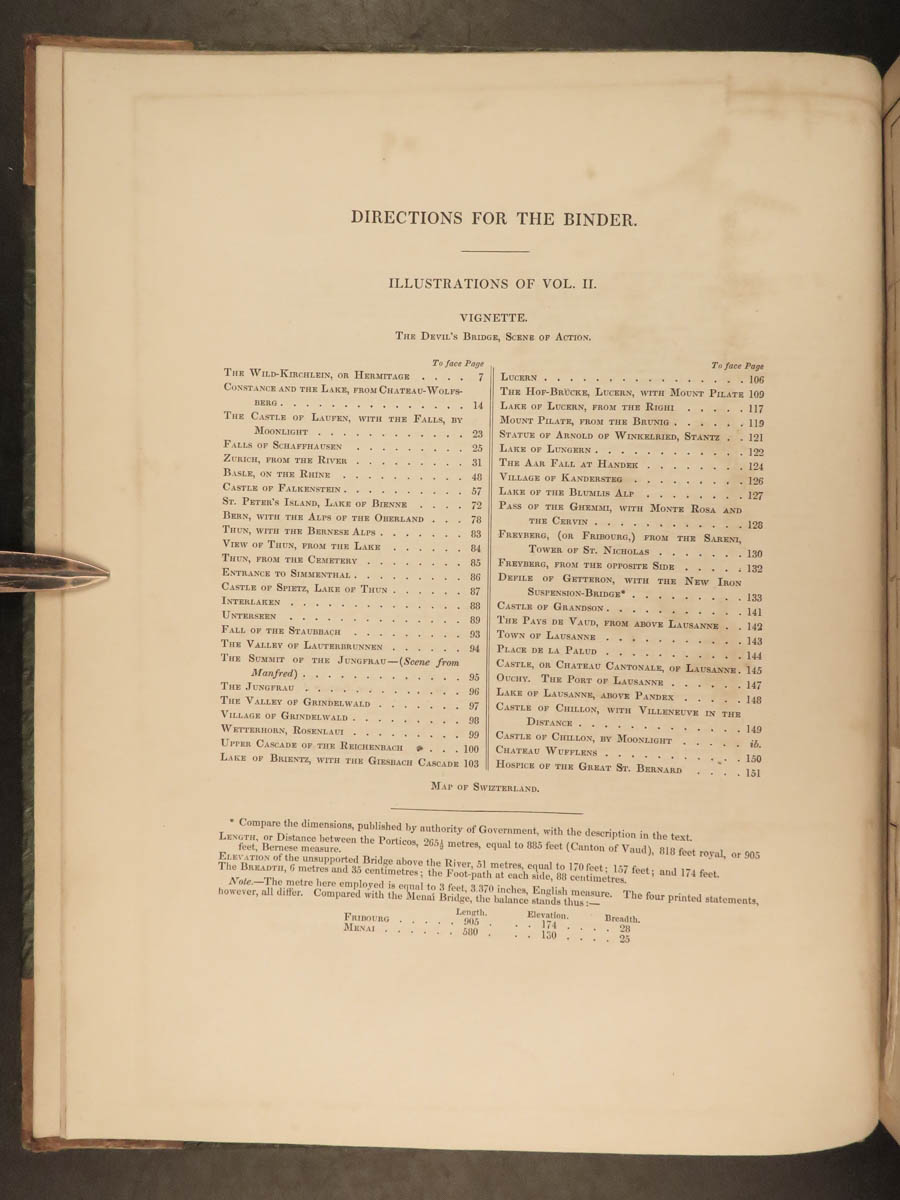 DIRECTIONS FOR THE BINDER.
ILLUSTRATIONS OF VOL. II.
VIGNETTE.
The Devil's Bridge, Scene of Action.
To face Page
The Wild-Kirchlein, or Hermitage . . . . 7
Constance and the Lake, from Chateau-Wolfs-
berg . . . . . . . . . . . . . . . 14
The Castle of Laufen, with the Falls, by
Moonlight . . . . . . . . . . . . 23
Falls of Schaffhausen . . . . . . . . . 25
Zurich, from the River . . . . . . . . . 31
Basle, on the Rhine . . . . . . . . . . 48
Castle of Falkenstein . . . . . . . . . . 57
St. Peter's Island, Lake of Bienne . . . . 72
Bern, with the Alps of the Oberland . . . 78
Thun, with the Bernese Alps . . . . . . . 83
View of Thun, from the Lake . . . . . . 84
Thun, from the Cemetery . . . . . . . . 85
Entrance to Simmenthal . . . . . . . . . 86
Castle of Spietz, Lake of Thun . . . . . . 87
Interlaken . . . . . . . . . . . . . . 88
Unterseen . . . . . . . . . . . . . . 89
Fall of the Staubbach . . . . . . . . . 93
The Valley of Lauterbrunnen . . . . . . 94
The Summit of the Jungfrau—(Scene from
Manfred) . . . . . . . . . . . . . 95
The Jungfrau . . . . . . . . . . . . . 96
The Valley of Grindelwald . . . . . . . 97
Village of Grindelwald . . . . . . . . . 98
Wetterhorn, Rosenlaui . . . . . . . . . 99
Upper Cascade of the Reichenbach . . . 100
Lake of Brientz, with the Giesbach Cascade 103
To face Page
Lucern . . . . . . . . . . . . . . . . 106
The Hof-Brücke, Lucern, with Mount Pilate 109
Lake of Lucern, from the Righi . . . . . 117
Mount Pilate, from the Brunig . . . . . . 119
Statue of Arnold of Winkelried, Stantz . . 121
Lake of Lungern . . . . . . . . . . . . 122
The Aar Fall at Handek . . . . . . . . 124
Village of Kandersteg . . . . . . . . . 126
Lake of the Blumlis Alp . . . . . . . . 127
Pass of the Ghemmi, with Monte Rosa and
the Cervin . . . . . . . . . . . . 128
Freyberg, (or Fribourg,) from the Sareni,
Tower of St. Nicholas . . . . . . . 130
Freyberg, from the opposite Side . . . . . 132
Defile of Getteron, with the New Iron
Suspension-Bridge* . . . . . . . . . 133
Castle of Grandson . . . . . . . . . . . 141
The Pays de Vaud, from above Lausanne . . 142
Town of Lausanne . . . . . . . . . . . 143
Place de la Palud . . . . . . . . . . . 144
Castle, or Chateau Cantonale, of Lausanne . 145
Ouchy. The Port of Lausanne . . . . . . 147
Lake of Lausanne, above Pandex . . . . . 148
Castle of Chillon, with Villeneuve in the
Distance . . . . . . . . . . . . . 149
Castle of Chillon, by Moonlight . . . . . ib.
Chateau Wufflens . . . . . . . . . . . 150
Hospice of the Great St. Bernard . . . . 151
Map of Swizterland.
* Compare the dimensions, published by authority of Government, with the description in the text.
Length, or Distance between the Porticos, 265½ metres, equal to 885 feet (Canton of Vaud), 818 feet royal, or 905
feet, Bernese measure.
Elevation of the unsupported Bridge above the River, 51 metres, equal to 170 feet; 157 feet; and 174 feet.
The Breadth, 6 metres and 35 centimetres; the Foot-path at each side, 88 centimetres.
Note.—The metre here employed is equal to 3 feet, 3.370 inches, English measure. The four printed statements,
however, all differ. Compared with the Menai Bridge, the balance stands thus:—
Length. Elevation. Breadth.
Fribourg . . . . . 905 . . . 174 . . . . 28
Menai . . . . . . 580 . . . 130 . . . . 25